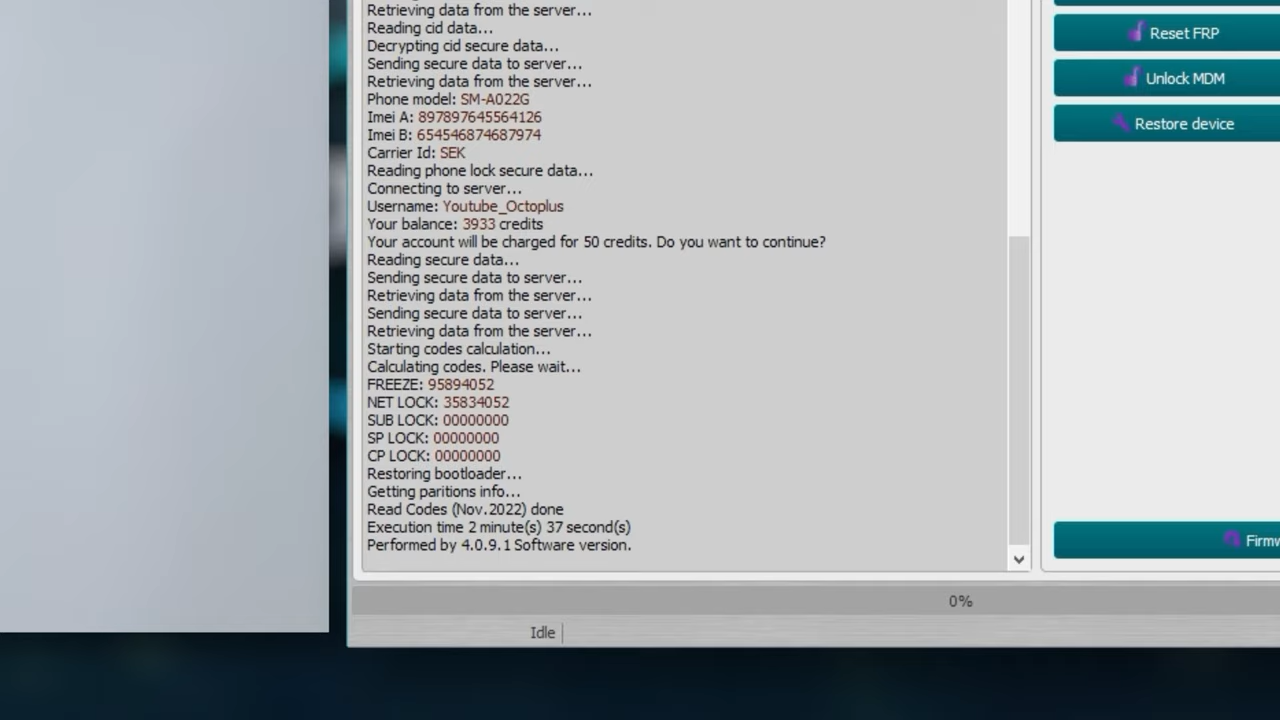 Retrieving data from the server...
Reading cid data...
Decrypting cid secure data...
Sending secure data to server...
Retrieving data from the server...
Phone model: SM-A022G
Imei A: 897897645564126
Imei B: 654546874687974
Carrier Id: SEK
Reading phone lock secure data...
Connecting to server...
Username: Youtube_Octoplus
Your balance: 3933 credits
Your account will be charged for 50 credits. Do you want to continue?
Reading secure data...
Sending secure data to server...
Retrieving data from the server...
Sending secure data to server...
Retrieving data from the server...
Starting codes calculation...
Calculating codes. Please wait...
FREEZE: 95894052
NET LOCK: 35834052
SUB LOCK: 00000000
SP LOCK: 00000000
CP LOCK: 00000000
Restoring bootloader...
Getting paritions info...
Read Codes (Nov.2022) done
Execution time 2 minute(s) 37 second(s)
Performed by 4.0.9.1 Software version.
Reset FRP
Unlock MDM
Restore device
Firmw
0%
Idle